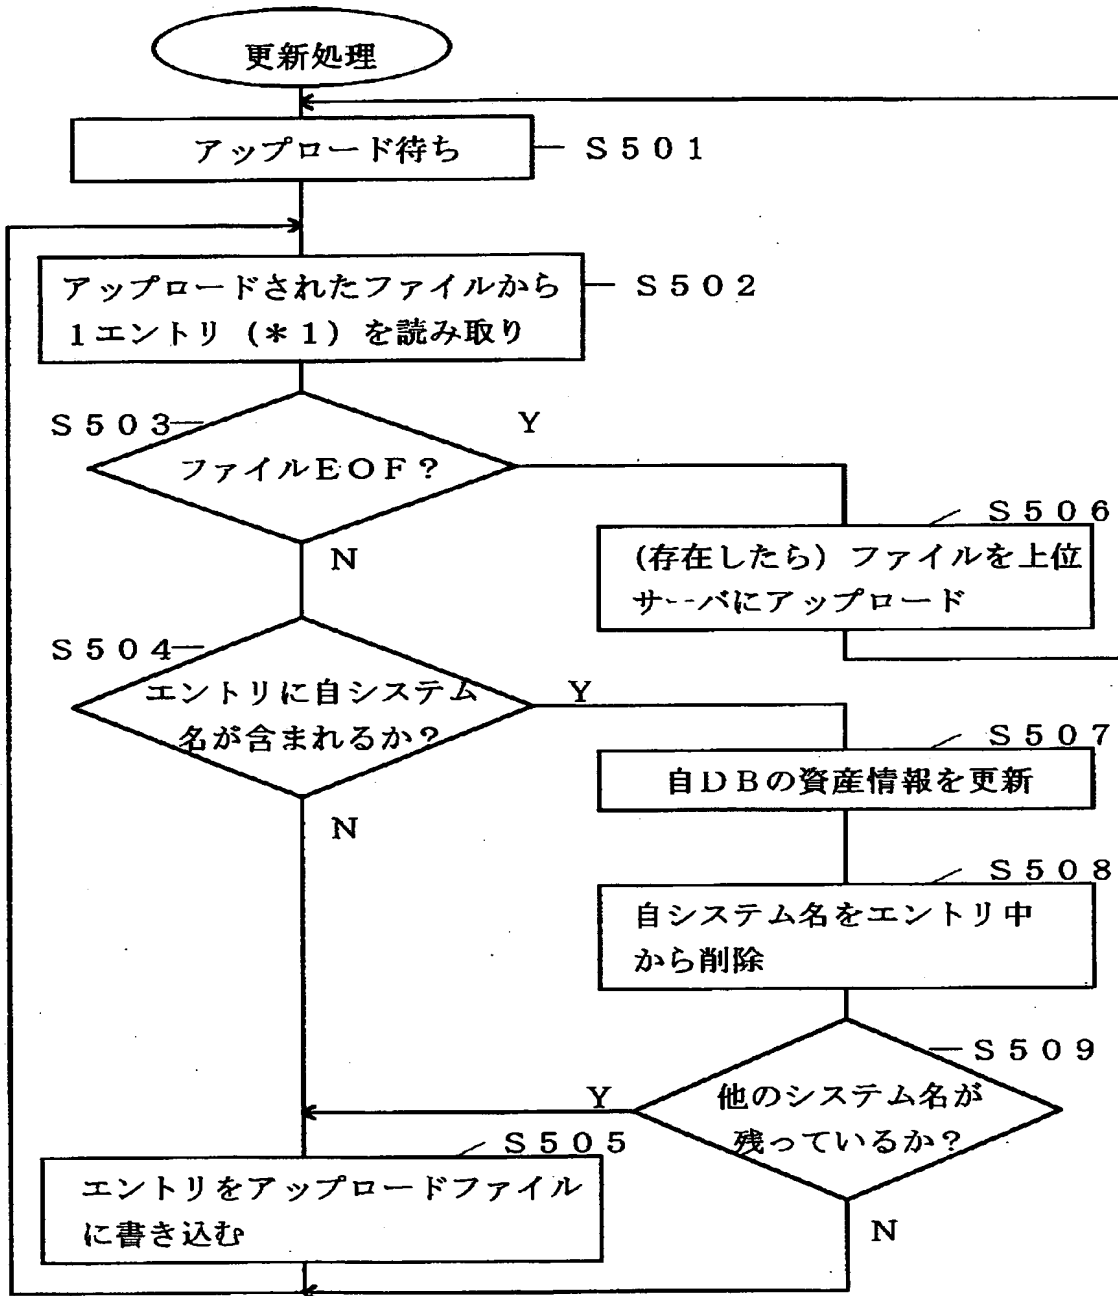 更新処理
アップロード待ち
S501
アップロードされたファイルから
1エントリ(*1)を読み取り
S502
S503
ファイルEOF?
Y
N
S506
(存在したら)ファイルを上位
サーバにアップロード
S504
エントリに自システム
名が含まれるか?
Y
N
S507
自DBの資産情報を更新
S508
自システム名をエントリ中
から削除
S509
他のシステム名が
残っているか?
Y
N
S505
エントリをアップロードファイル
に書き込む